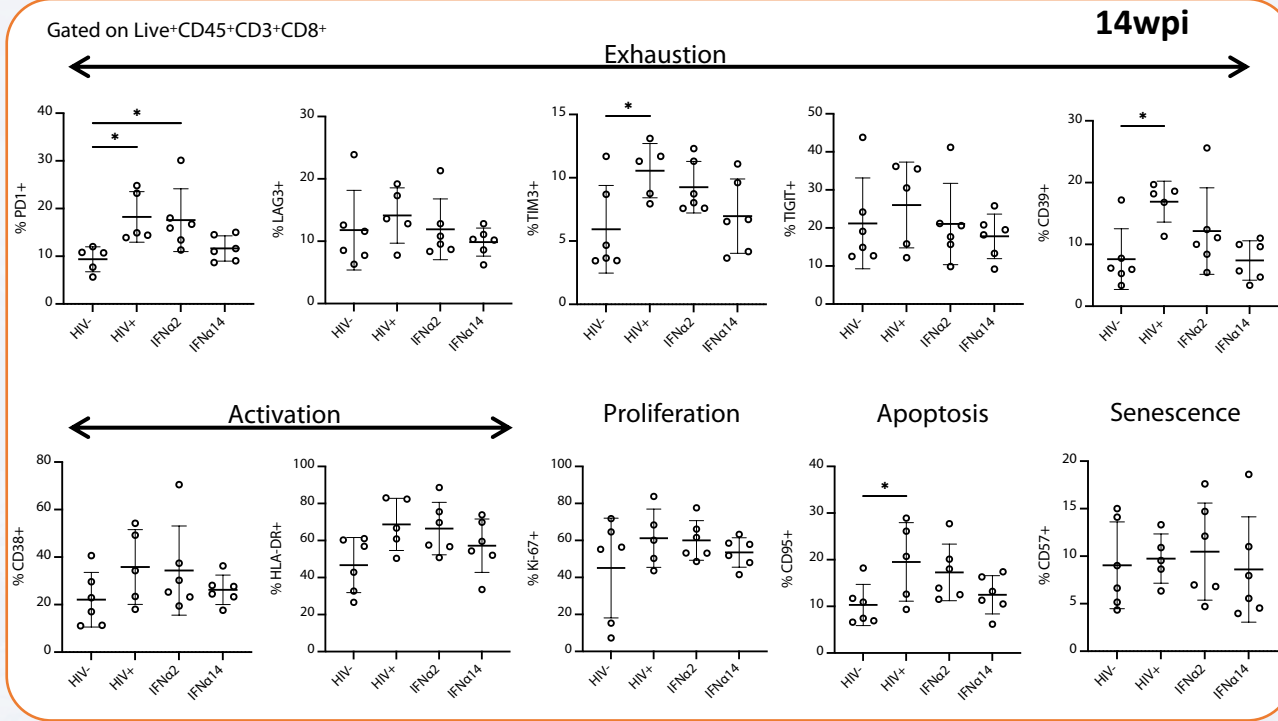 Gated on Live⁺CD45⁺CD3⁺CD8⁺
14wpi
Exhaustion
% PD1+
40
30
20
10
0
*
*
HIV-
HIV+
IFNα2
IFNα14
% LAG3+
30
20
10
0
HIV-
HIV+
IFNα2
IFNα14
% TIM3+
15
10
5
0
*
HIV-
HIV+
IFNα2
IFNα14
% TIGIT+
50
40
30
20
10
0
HIV-
HIV+
IFNα2
IFNα14
% CD39+
30
20
10
0
*
HIV-
HIV+
IFNα2
IFNα14
Activation
Proliferation
Apoptosis
Senescence
% CD38+
80
60
40
20
0
HIV-
HIV+
IFNα2
IFNα14
% HLA-DR+
100
80
60
40
20
0
HIV-
HIV+
IFNα2
IFNα14
% Ki-67+
100
80
60
40
20
0
HIV-
HIV+
IFNα2
IFNα14
% CD95+
40
30
20
10
0
*
HIV-
HIV+
IFNα2
IFNα14
% CD57+
20
15
10
5
0
HIV-
HIV+
IFNα2
IFNα14